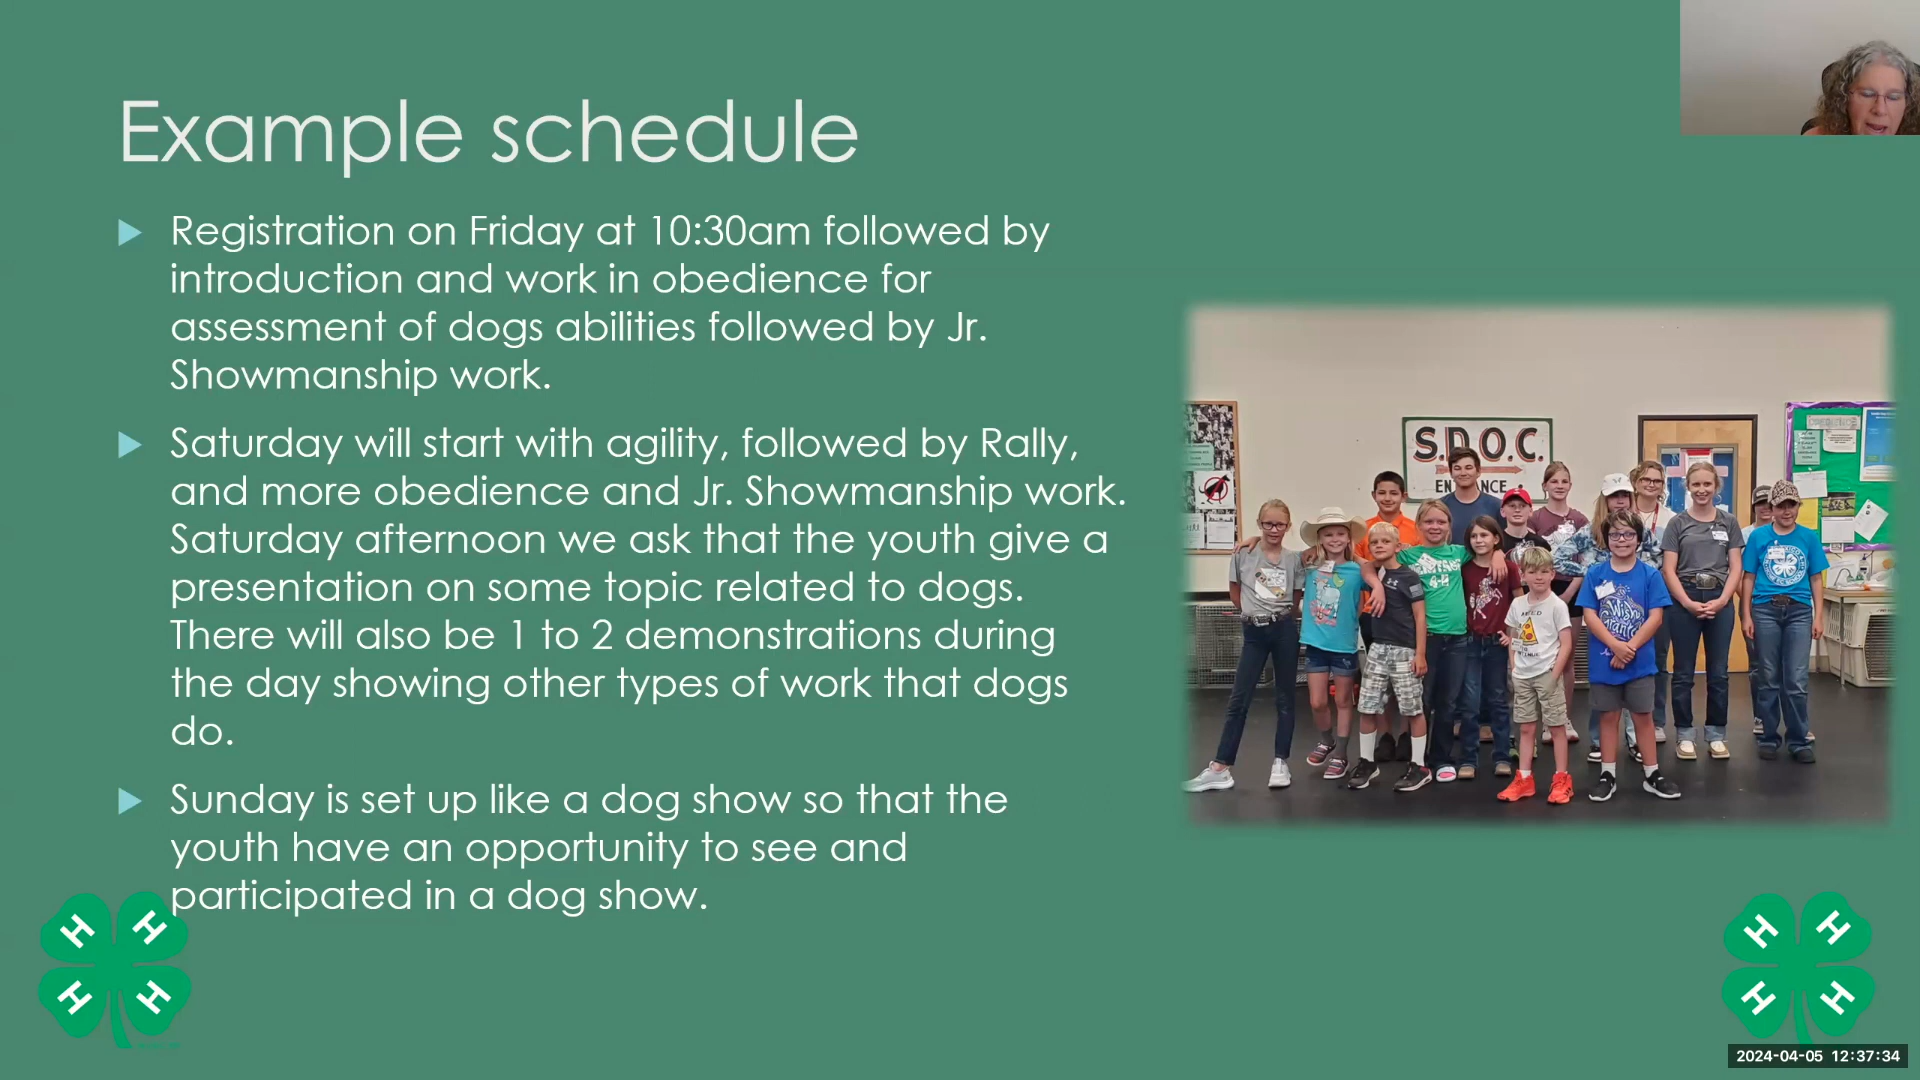 Example schedule
Registration on Friday at 10:30am followed by
introduction and work in obedience for
assessment of dogs abilities followed by Jr.
Showmanship work.
Saturday will start with agility, followed by Rally,
and more obedience and Jr. Showmanship work.
Saturday afternoon we ask that the youth give a
presentation on some topic related to dogs.
There will also be 1 to 2 demonstrations during
the day showing other types of work that dogs
do.
Sunday is set up like a dog show so that the
youth have an opportunity to see and
participated in a dog show.
S.D.O.C.
ENTRANCE
H H
H H
H H
H H
2024-04-05 12:37:34